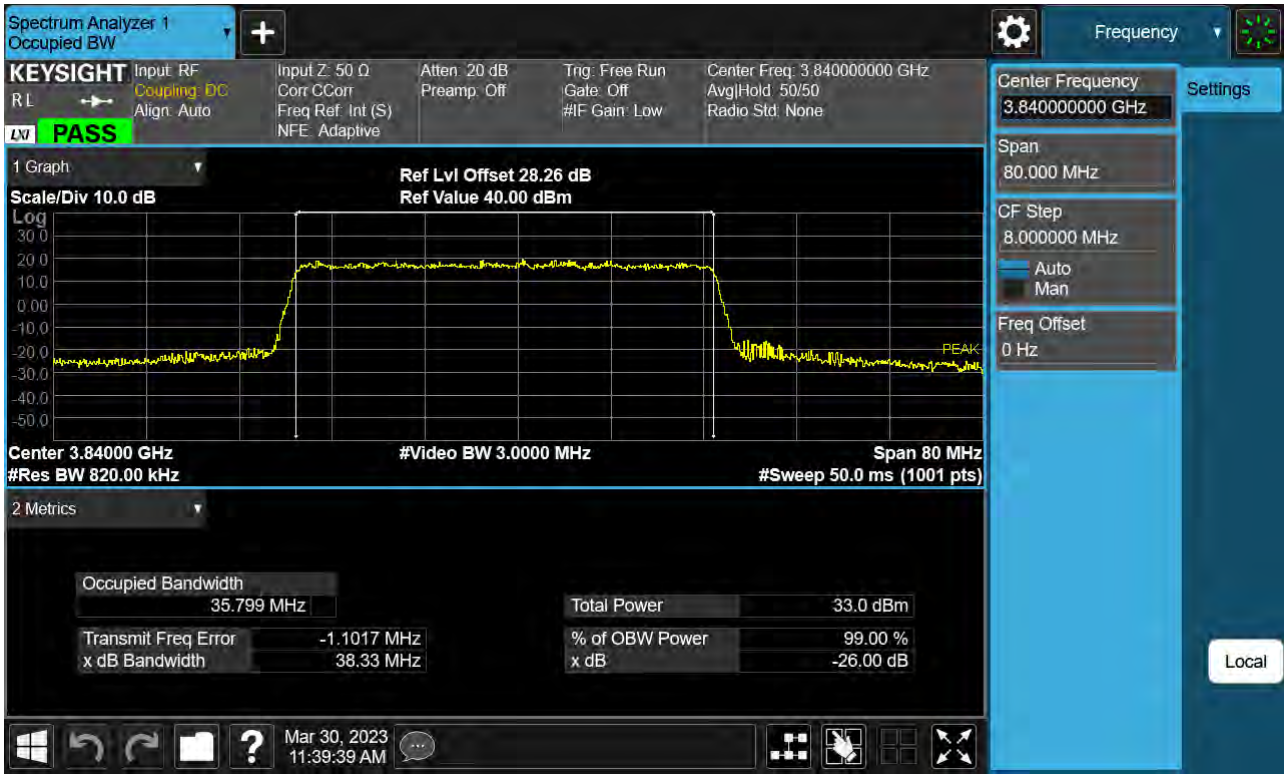 Spectrum Analyzer 1
Occupied BW
Frequency
KEYSIGHT
RL
LXI
PASS
Input: RF
Coupling: DC
Align: Auto
Input Z: 50 Ω
Corr CCorr
Freq Ref: Int (S)
NFE: Adaptive
Atten: 20 dB
Preamp: Off
Trig: Free Run
Gate: Off
#IF Gain: Low
Center Freq: 3.840000000 GHz
Avg|Hold: 50/50
Radio Std: None
Center Frequency
3.840000000 GHz
Settings
Span
80.000 MHz
CF Step
8.000000 MHz
Auto
Man
Freq Offset
0 Hz
Local
1 Graph
Scale/Div 10.0 dB
Ref Lvl Offset 28.26 dB
Ref Value 40.00 dBm
Log
30.0
20.0
10.0
0.00
-10.0
-20.0
-30.0
-40.0
-50.0
PEAK
Center 3.84000 GHz
#Res BW 820.00 kHz
#Video BW 3.0000 MHz
Span 80 MHz
#Sweep 50.0 ms (1001 pts)
2 Metrics
Occupied Bandwidth
35.799 MHz
Transmit Freq Error -1.1017 MHz
x dB Bandwidth 38.33 MHz
Total Power 33.0 dBm
% of OBW Power 99.00 %
x dB -26.00 dB
?
Mar 30, 2023
11:39:39 AM